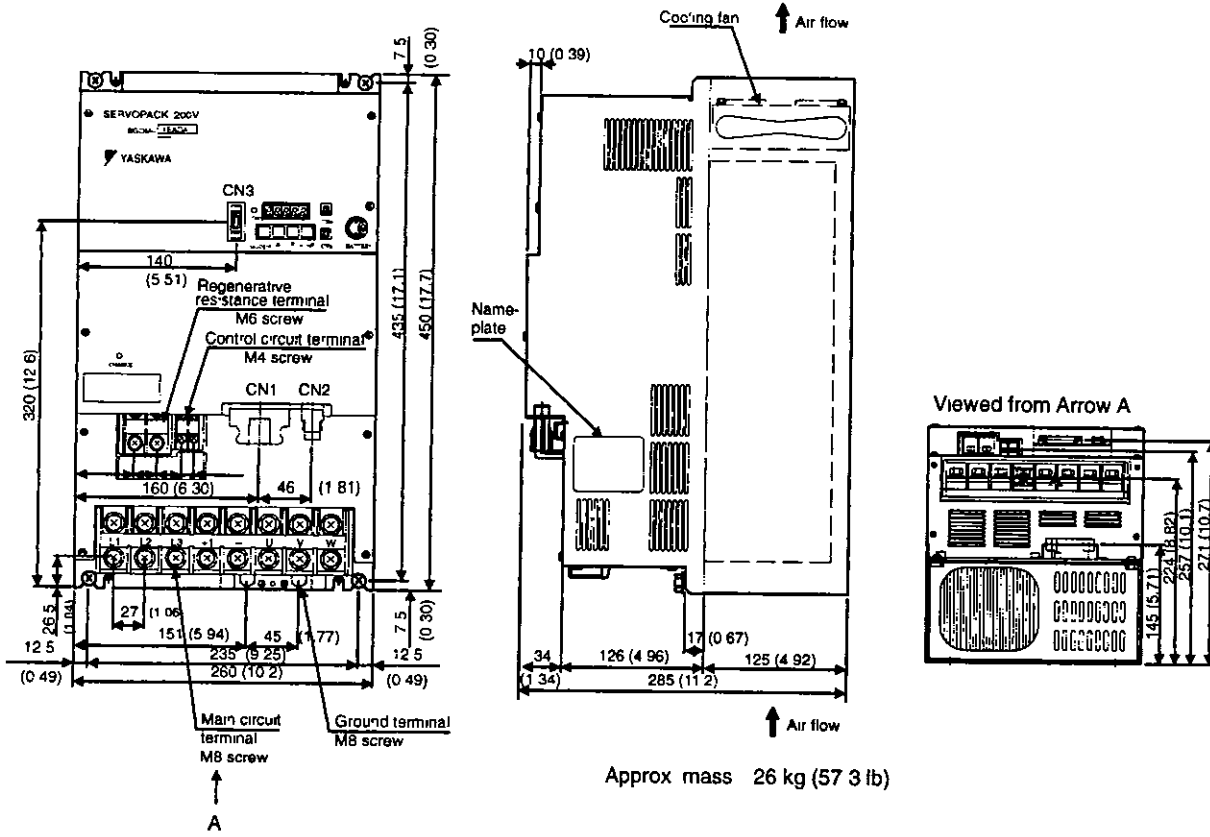 Cooling fan
Air flow
7 5
(0 30)
10 (0 39)
SERVOPACK 200V
YASKAWA
CN3
140
(5 51)
Regenerative
resistance terminal
M6 screw
Control circuit terminal
M4 screw
320 (12 6)
435 (17.1)
450 (17.7)
CN1
CN2
160 (6 30)
46
(1 81)
L1 L2 L3 +1 − U V W
26 5
(1 04)
27
(1 06)
151 (5 94)
45
(1.77)
7 5
(0 30)
12 5
(0 49)
235 (9 25)
260 (10 2)
12 5
(0 49)
Main circuit
terminal
M8 screw
Ground terminal
M8 screw
A
Name-
plate
17 (0 67)
34
(1 34)
126 (4 96)
125 (4 92)
285 (11 2)
Air flow
Approx mass 26 kg (57 3 lb)
Viewed from Arrow A
145 (5.71)
224 (8.82)
257 (10.1)
271 (10.7)